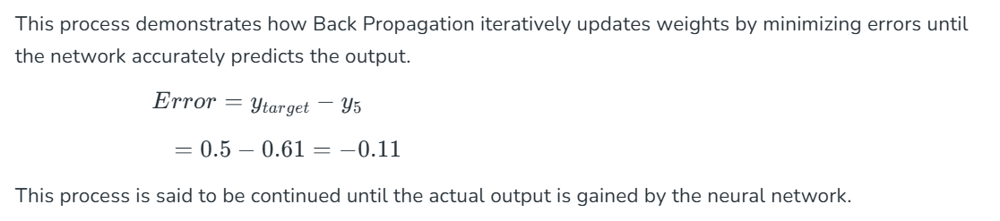 This process demonstrates how Back Propagation iteratively updates weights by minimizing errors until
the network accurately predicts the output.
Error = y_target − y_5
= 0.5 − 0.61 = −0.11
This process is said to be continued until the actual output is gained by the neural network.